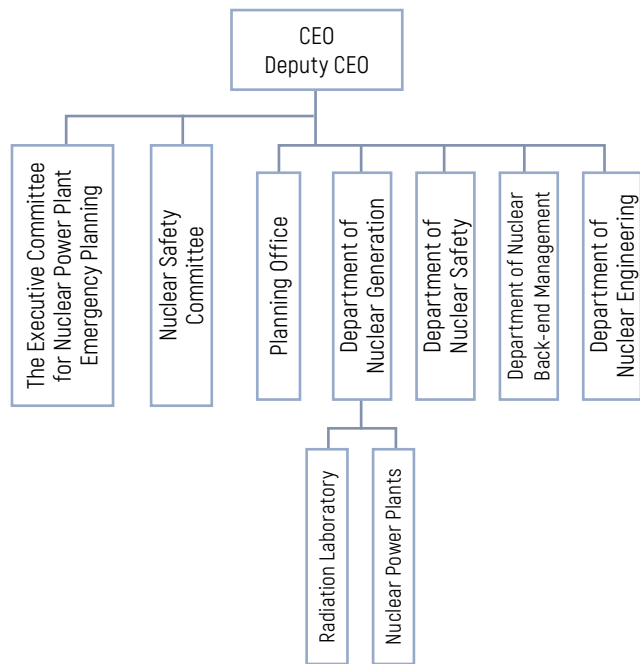 CEO
Deputy CEO
The Executive Committee
for Nuclear Power Plant
Emergency Planning
Nuclear Safety
Committee
Planning Office
Department of
Nuclear Generation
Department of
Nuclear Safety
Department of Nuclear
Back-end Management
Department of
Nuclear Engineering
Radiation Laboratory
Nuclear Power Plants